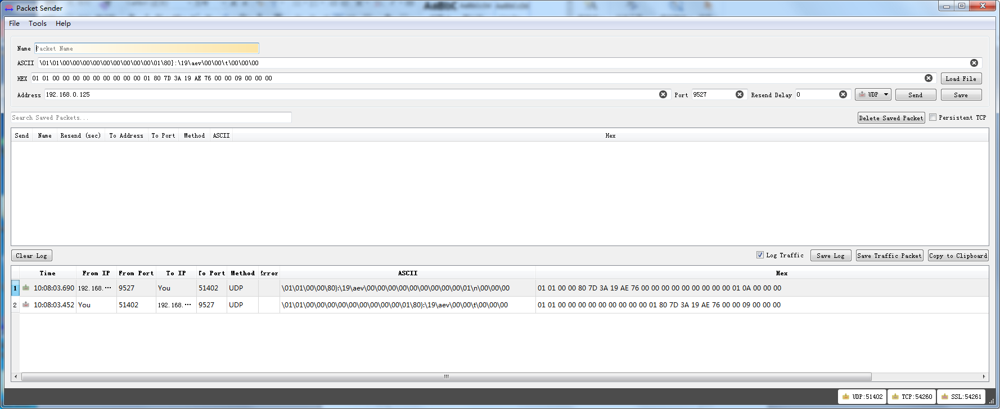 Packet Sender
File Tools Help
Name Packet Name
ASCII \01\01\00\00\00\00\00\00\00\00\00\01\80}:\19\aev\00\00\t\00\00\00
HEX 01 01 00 00 00 00 00 00 00 00 00 01 80 7D 3A 19 AE 76 00 00 09 00 00 00 Load File
Address 192.168.0.125 Port 9527 Resend Delay 0 UDP Send Save
Search Saved Packets... Delete Saved Packet Persistent TCP
Send Name Resend (sec) To Address To Port Method ASCII Hex
Clear Log Log Traffic Save Log Save Traffic Packet Copy to Clipboard
Time From IP From Port To IP To Port Method Error ASCII Hex
1 10:08:03.690 192.168.... 9527 You 51402 UDP \01\01\00\00\80}:\19\aev\00\00\00\00\00\00\00\00\00\01\n\00\00\00 01 01 00 00 80 7D 3A 19 AE 76 00 00 00 00 00 00 00 00 00 01 0A 00 00 00
2 10:08:03.452 You 51402 192.168.... 9527 UDP \01\01\00\00\00\00\00\00\00\00\00\01\80}:\19\aev\00\00\t\00\00\00 01 01 00 00 00 00 00 00 00 00 00 01 80 7D 3A 19 AE 76 00 00 09 00 00 00
UDP:51402 TCP:54260 SSL:54261